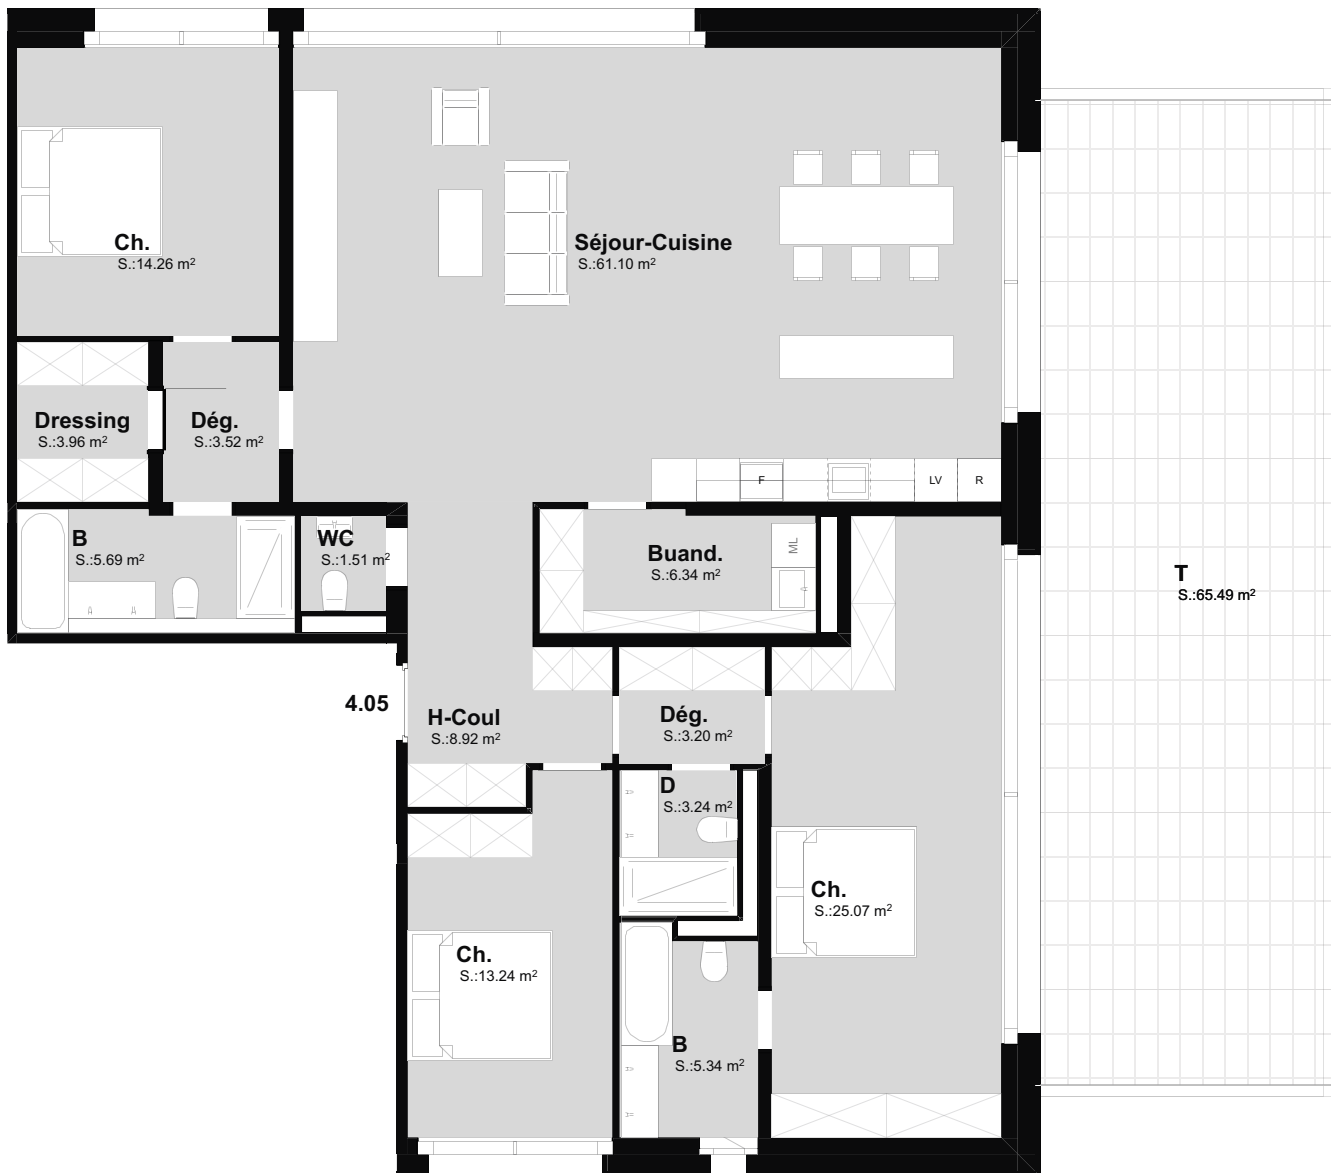 Ch.
S.:14.26 m²
Séjour-Cuisine
S.:61.10 m²
Dressing
S.:3.96 m²
Dég.
S.:3.52 m²
F
LV
R
B
S.:5.69 m²
WC
S.:1.51 m²
Buand.
S.:6.34 m²
ML
T
S.:65.49 m²
4.05
H-Coul
S.:8.92 m²
Dég.
S.:3.20 m²
D
S.:3.24 m²
Ch.
S.:25.07 m²
Ch.
S.:13.24 m²
B
S.:5.34 m²